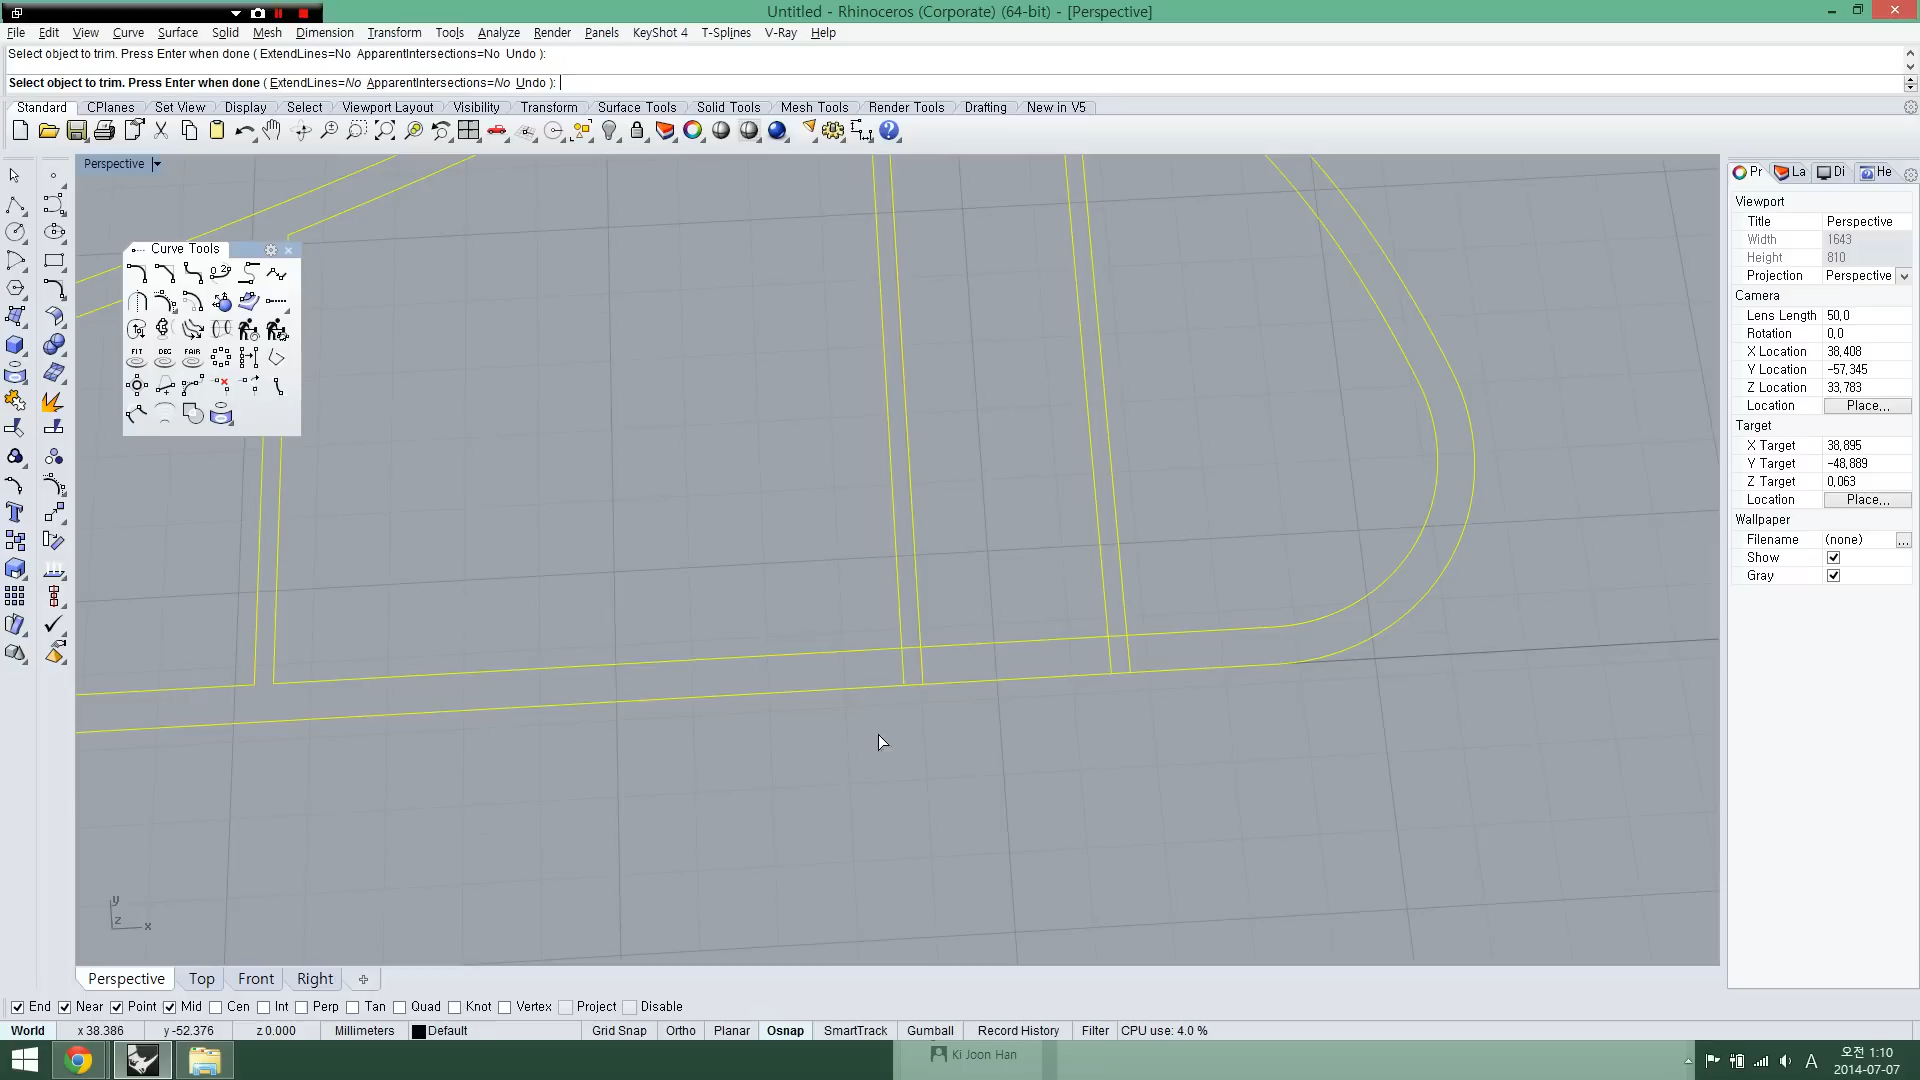 Untitled - Rhinoceros (Corporate) (64-bit) - [Perspective]
File Edit View Curve Surface Solid Mesh Dimension Transform Tools Analyze Render Panels KeyShot 4 T-Splines V-Ray Help
Select object to trim. Press Enter when done ( ExtendLines=No ApparentIntersections=No Undo ):
Select object to trim. Press Enter when done ( ExtendLines=No ApparentIntersections=No Undo ):
Standard CPlanes Set View Display Select Viewport Layout Visibility Transform Surface Tools Solid Tools Mesh Tools Render Tools Drafting New in V5
Perspective
Pr La Di He
Curve Tools
FIT DEG FAIR
Viewport
Title Perspective
Width 1643
Height 810
Projection Perspective
Camera
Lens Length 50,0
Rotation 0,0
X Location 38,408
Y Location -57,345
Z Location 33,783
Location Place...
Target
X Target 38,895
Y Target -48,889
Z Target 0,063
Location Place...
Wallpaper
Filename (none) ...
Show
Gray
y
z x
Perspective Top Front Right
End Near Point Mid Cen Int Perp Tan Quad Knot Vertex Project Disable
World x 38.386 y -52.376 z 0.000 Millimeters Default Grid Snap Ortho Planar Osnap SmartTrack Gumball Record History Filter CPU use: 4.0 %
Ki Joon Han
A
오전 1:10
2014-07-07